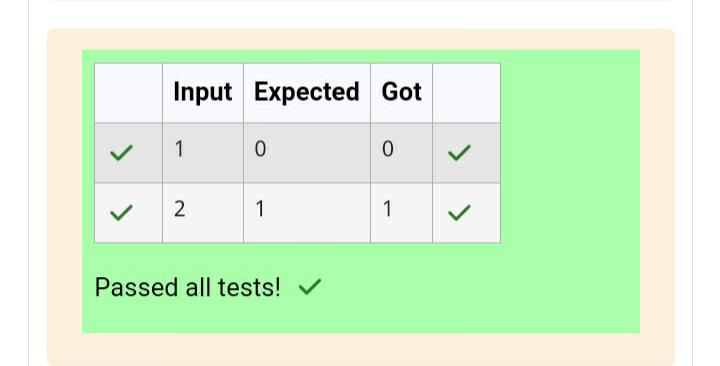 Input Expected Got
1 0 0
2 1 1
Passed all tests!